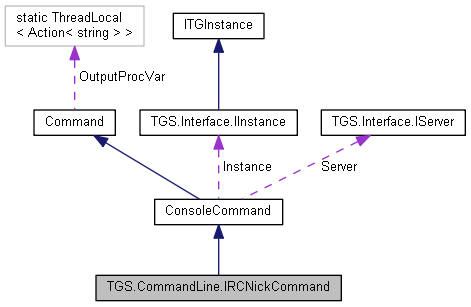 static ThreadLocal
< Action< string > >
ITGInstance
OutputProcVar
Command
TGS.Interface.IInstance
TGS.Interface.IServer
Instance
Server
ConsoleCommand
TGS.CommandLine.IRCNickCommand